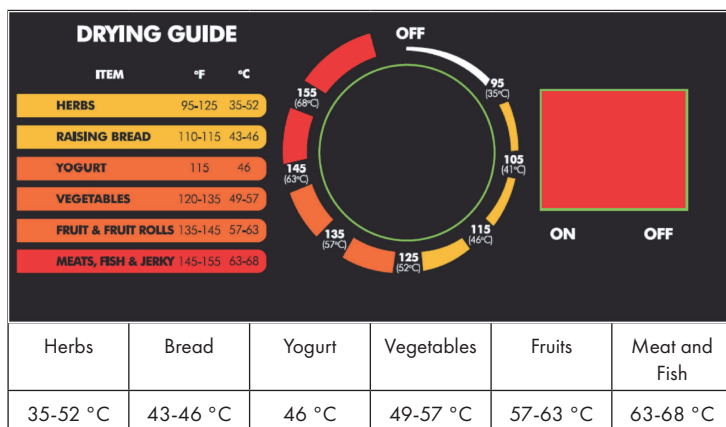 DRYING GUIDE
ITEM °F °C
HERBS 95-125 35-52
RAISING BREAD 110-115 43-46
YOGURT 115 46
VEGETABLES 120-135 49-57
FRUIT & FRUIT ROLLS 135-145 57-63
MEATS, FISH & JERKY 145-155 63-68
OFF
95
(35°C)
105
(41°C)
115
(46°C)
125
(52°C)
135
(57°C)
145
(63°C)
155
(68°C)
ON OFF
Herbs Bread Yogurt Vegetables Fruits Meat and
Fish
35-52 °C 43-46 °C 46 °C 49-57 °C 57-63 °C 63-68 °C